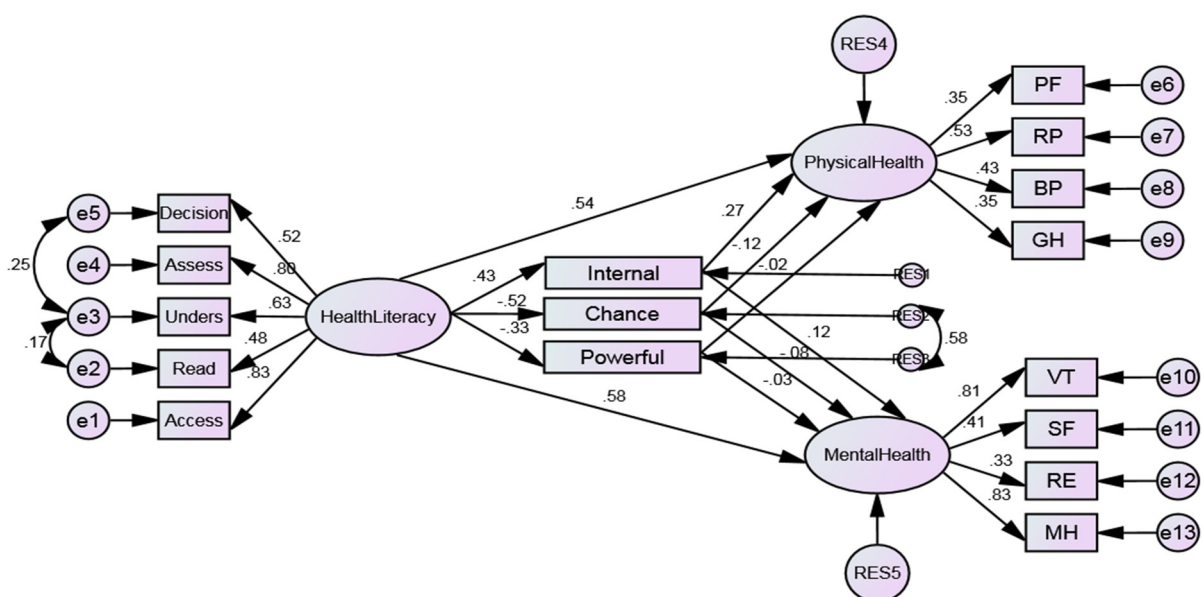 RES4
PF
e6
.35
RP
e7
.53
PhysicalHealth
BP
e8
.43
GH
e9
.35
e5
Decision
.54
.27
.52
-.12
.25
e4
Assess
.80
.43
Internal
-.02
RES1
e3
Unders
.63
HealthLiteracy
-.52
Chance
RES2
.17
.48
-.33
.12
.58
e2
Read
Powerful
-.08
RES3
.83
-.03
e1
Access
.58
VT
e10
.81
SF
e11
.41
MentalHealth
RE
e12
.33
MH
e13
.83
RES5